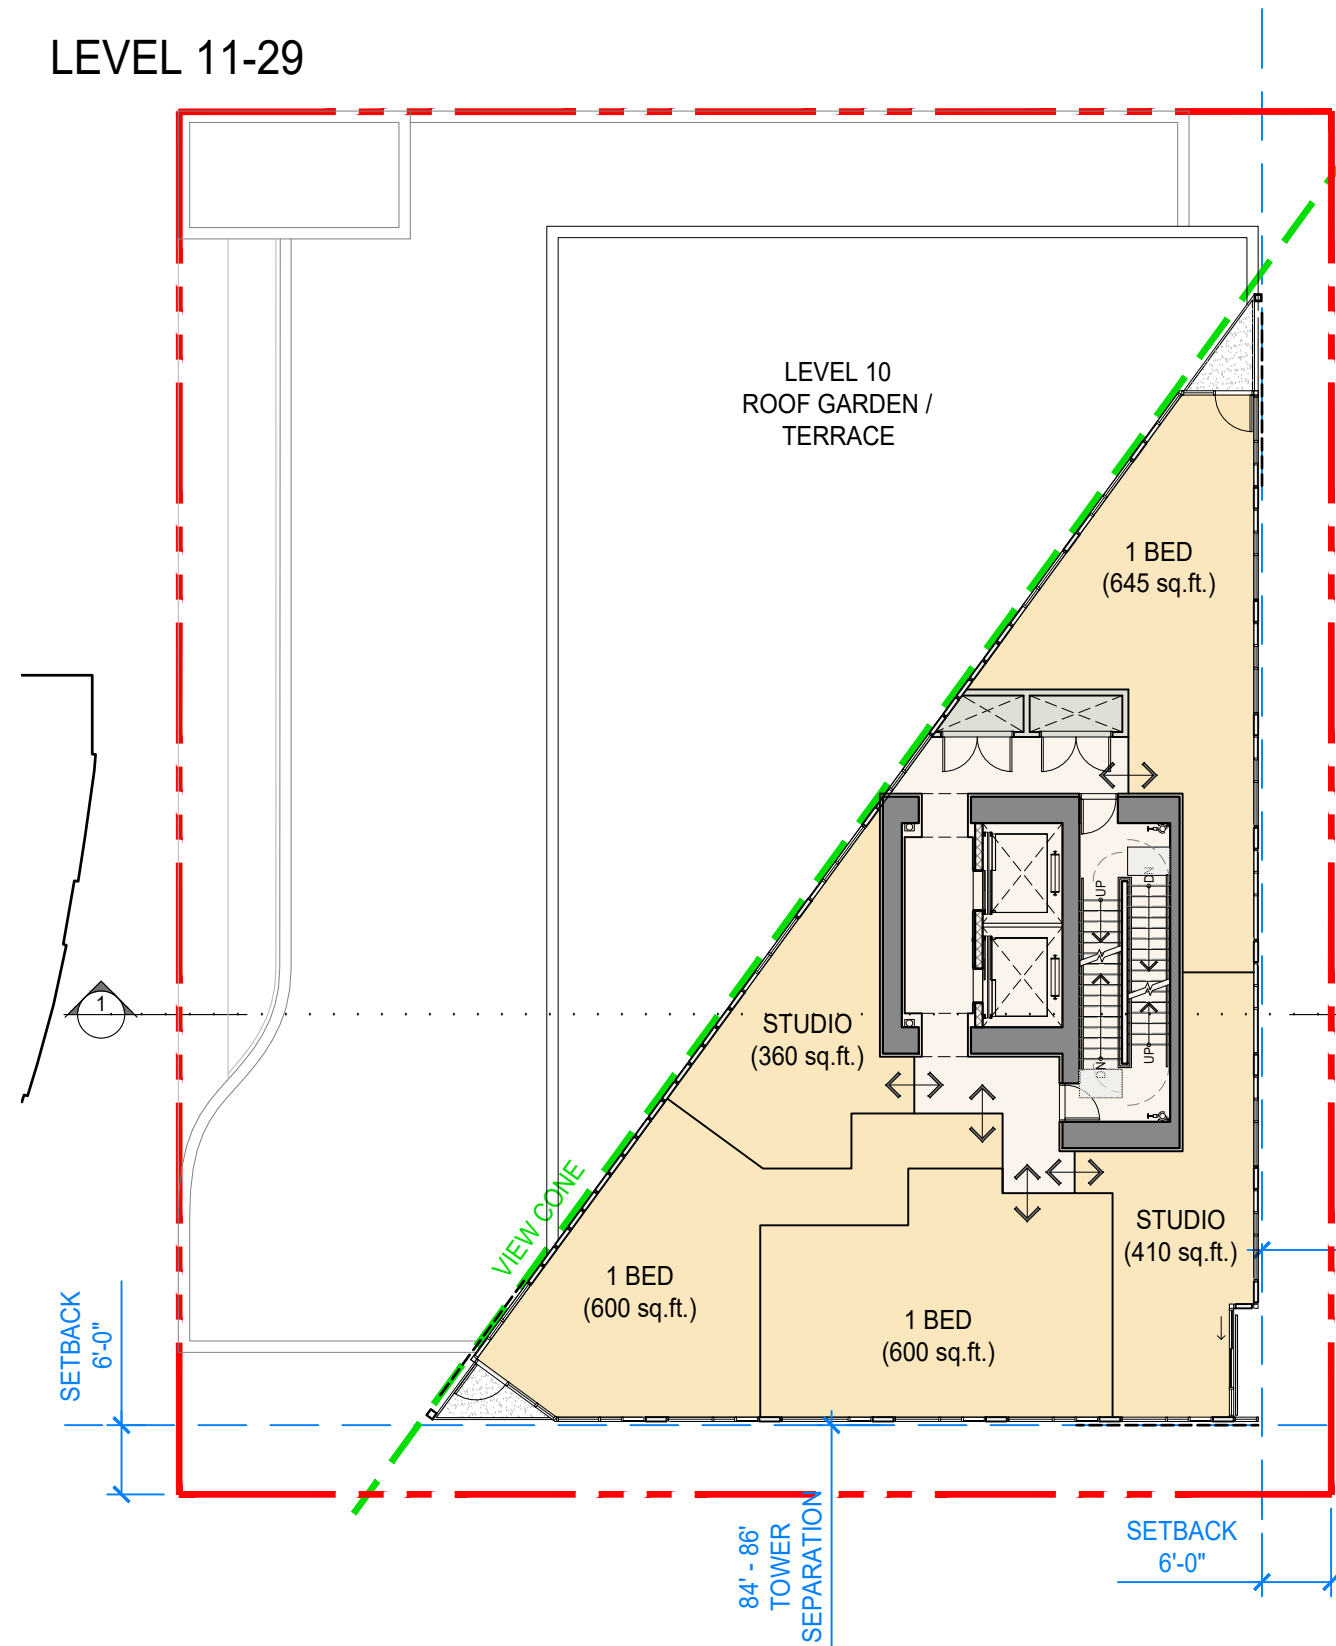 LEVEL 11-29
LEVEL 10
ROOF GARDEN /
TERRACE
1 BED
(645 sq.ft.)
UP
DN
1
STUDIO
(360 sq.ft.)
DN
UP
VIEW CONE
STUDIO
(410 sq.ft.)
1 BED
(600 sq.ft.)
1 BED
(600 sq.ft.)
SETBACK
6'-0"
84' - 86'
TOWER
SEPARATION
SETBACK
6'-0"